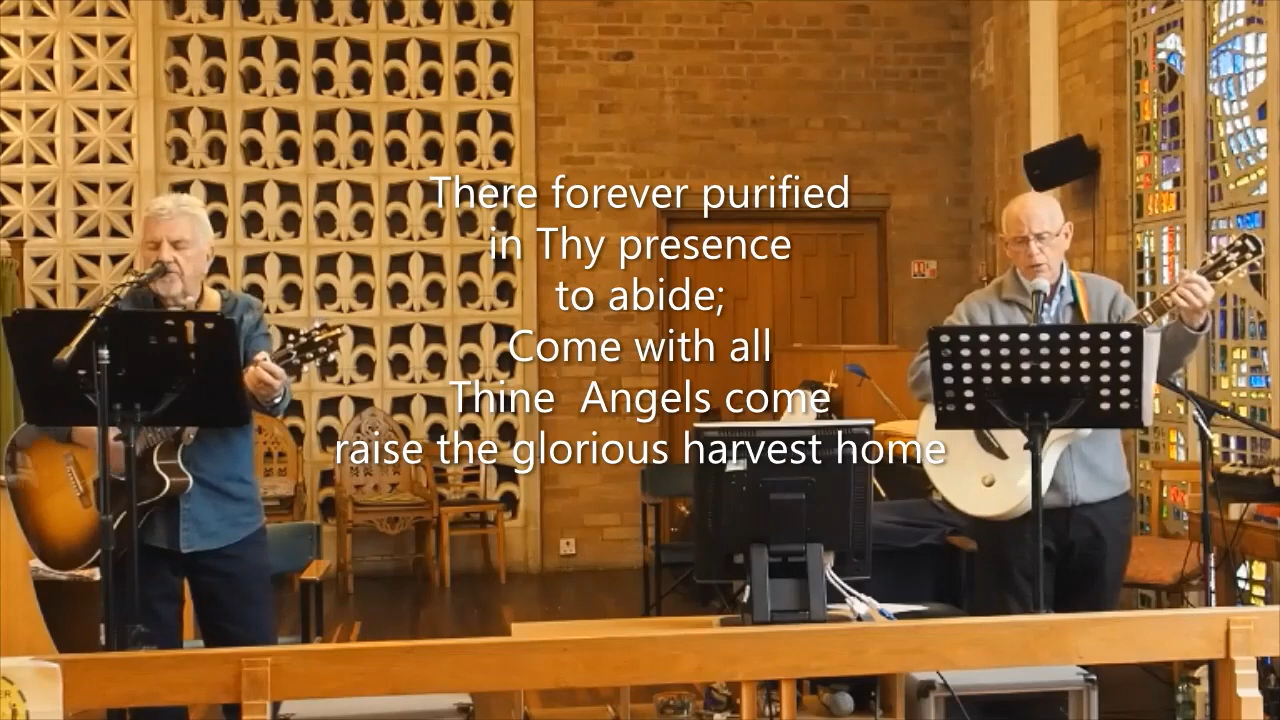 There forever purified
in Thy presence
to abide;
Come with all
Thine  Angels come
raise the glorious harvest home